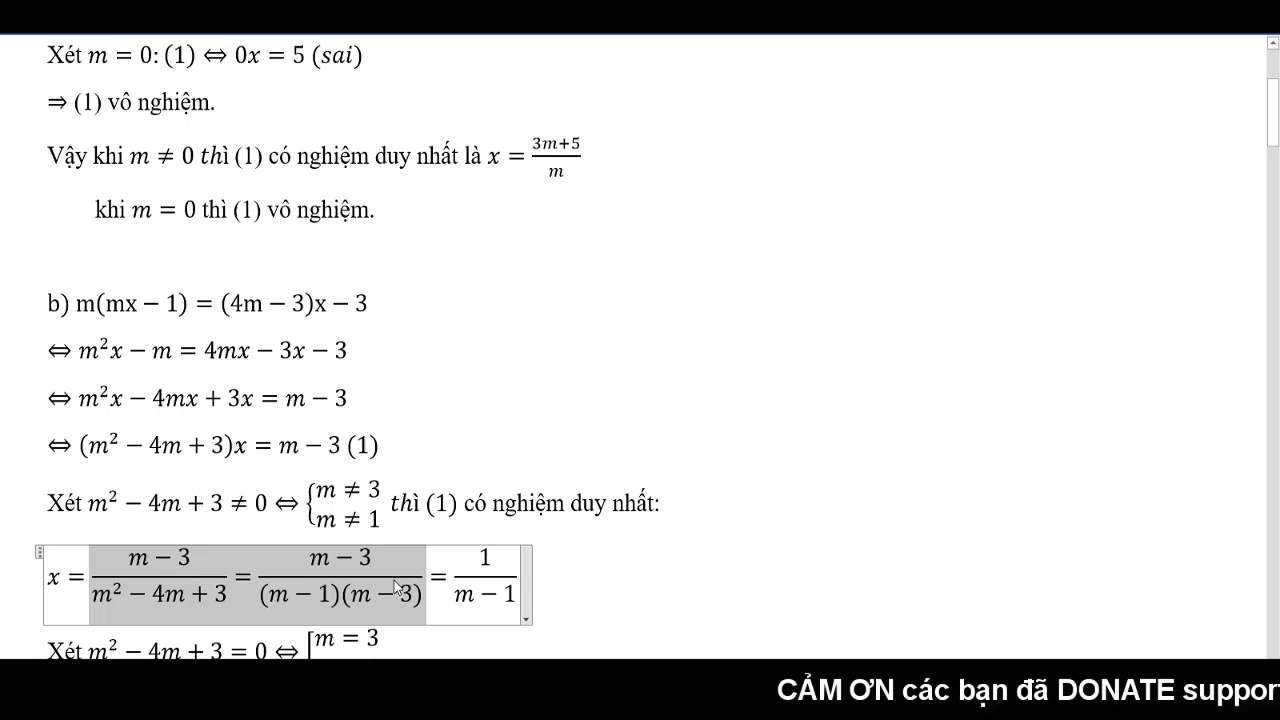 Xét m = 0: (1) ⇔ 0x = 5 (sai)
⇒ (1) vô nghiệm.
Vậy khi m ≠ 0 thì (1) có nghiệm duy nhất là x = \frac{3m+5}{m}
khi m = 0 thì (1) vô nghiệm.
b) m(mx − 1) = (4m − 3)x − 3
⇔ m²x − m = 4mx − 3x − 3
⇔ m²x − 4mx + 3x = m − 3
⇔ (m² − 4m + 3)x = m − 3 (1)
Xét m² − 4m + 3 ≠ 0 ⇔ { m ≠ 3 m ≠ 1 thì (1) có nghiệm duy nhất:
x = \frac{m − 3}{m² − 4m + 3} = \frac{m − 3}{(m − 1)(m − 3)} = \frac{1}{m − 1}
Xét m² − 4m + 3 = 0 ⇔ [ m = 3
CẢM ƠN các bạn đã DONATE suppor